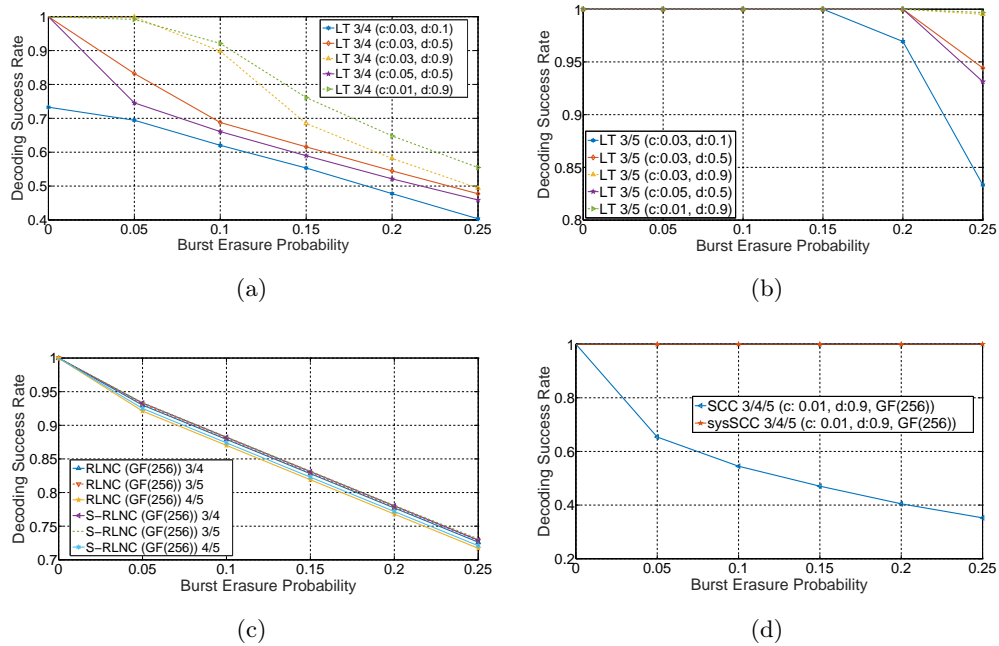 1
0.9
0.8
0.7
0.6
0.5
0.4
Decoding Success Rate
LT 3/4 (c:0.03, d:0.1)
LT 3/4 (c:0.03, d:0.5)
LT 3/4 (c:0.03, d:0.9)
LT 3/4 (c:0.05, d:0.5)
LT 3/4 (c:0.01, d:0.9)
0 0.05 0.1 0.15 0.2 0.25
Burst Erasure Probability
(a)
1
0.95
0.9
0.85
0.8
Decoding Success Rate
LT 3/5 (c:0.03, d:0.1)
LT 3/5 (c:0.03, d:0.5)
LT 3/5 (c:0.03, d:0.9)
LT 3/5 (c:0.05, d:0.5)
LT 3/5 (c:0.01, d:0.9)
0 0.05 0.1 0.15 0.2 0.25
Burst Erasure Probability
(b)
1
0.95
0.9
0.85
0.8
0.75
0.7
Decoding Success Rate
RLNC (GF(256)) 3/4
RLNC (GF(256)) 3/5
RLNC (GF(256)) 4/5
S−RLNC (GF(256)) 3/4
S−RLNC (GF(256)) 3/5
S−RLNC (GF(256)) 4/5
0 0.05 0.1 0.15 0.2 0.25
Burst Erasure Probability
(c)
1
0.8
0.6
0.4
0.2
Decoding Success Rate
SCC 3/4/5 (c: 0.01, d:0.9, GF(256))
sysSCC 3/4/5 (c: 0.01, d:0.9, GF(256))
0 0.05 0.1 0.15 0.2 0.25
Burst Erasure Probability
(d)